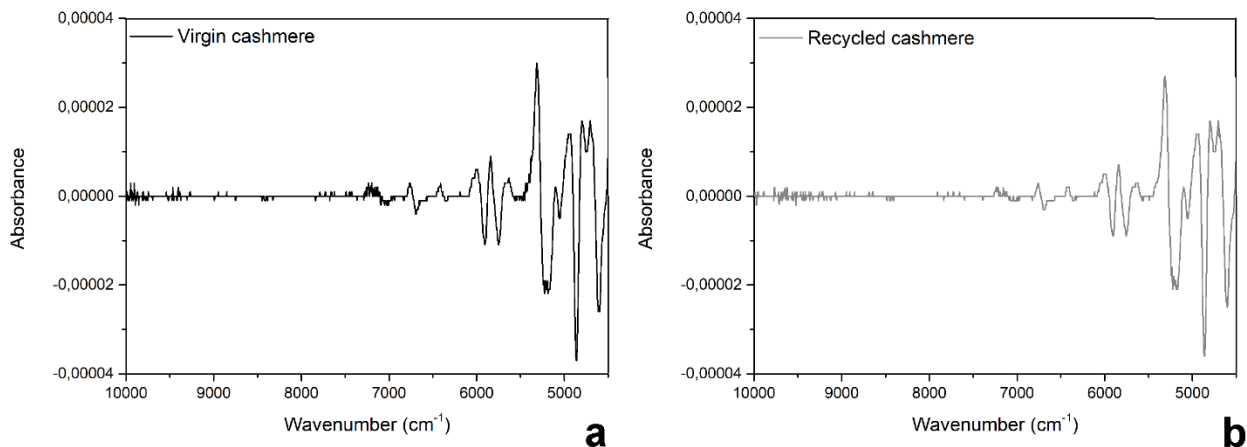 Virgin cashmere
0,00004
0,00002
0,00000
-0,00002
-0,00004
Absorbance
10000 9000 8000 7000 6000 5000
Wavenumber (cm-1)
a
Recycled cashmere
0,00004
0,00002
0,00000
-0,00002
-0,00004
Absorbance
10000 9000 8000 7000 6000 5000
Wavenumber (cm-1)
b